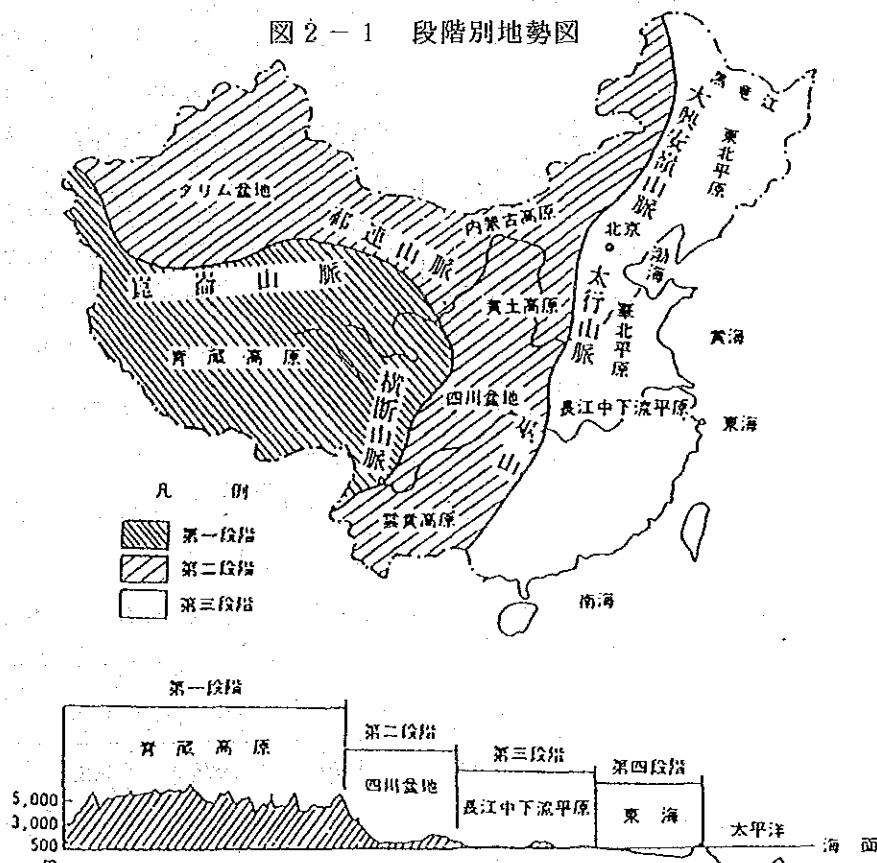 図２－１　段階別地勢図
黒竜江
大興安嶺山脈
東北平原
タリム盆地
祁連山脈
内蒙古高原
北京
渤海
崑崙山脈
黄土高原
太行山脈
華北平原
黄海
青蔵高原
横断山脈
四川盆地
長江中下流平原
東海
巫山
雲貴高原
南海
凡　例
第一段階
第二段階
第三段階
第一段階
第二段階
第三段階
第四段階
青蔵高原
四川盆地
長江中下流平原
東海
太平洋
海面
5,000
3,000
500